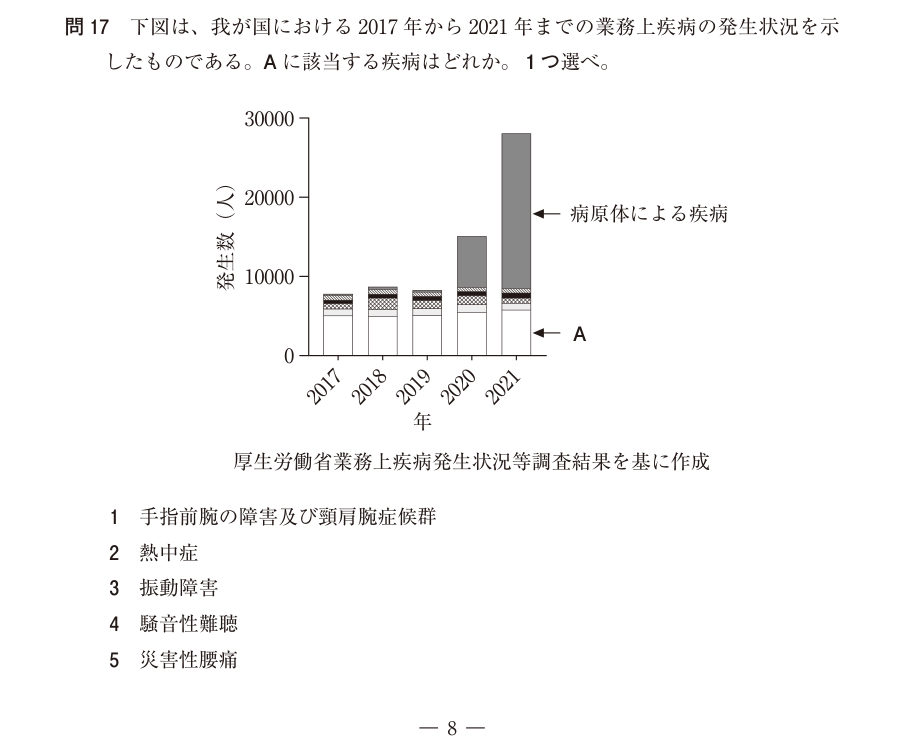 問 17 下図は、我が国における 2017 年から 2021 年までの業務上疾病の発生状況を示
したものである。A に該当する疾病はどれか。1つ選べ。
30000
20000
10000
0
発生数（人）
病原体による疾病
A
2017
2018
2019
2020
2021
年
厚生労働省業務上疾病発生状況等調査結果を基に作成
1 手指前腕の障害及び頸肩腕症候群
2 熱中症
3 振動障害
4 騒音性難聴
5 災害性腰痛
— 8 —